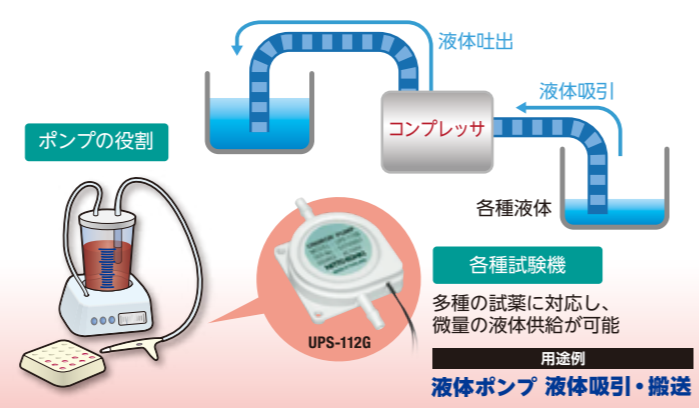 液体吐出
液体吸引
コンプレッサ
ポンプの役割
各種液体
各種試験機
多種の試薬に対応し、
微量の液体供給が可能
UPS-112G
用途例
液体ポンプ 液体吸引・搬送